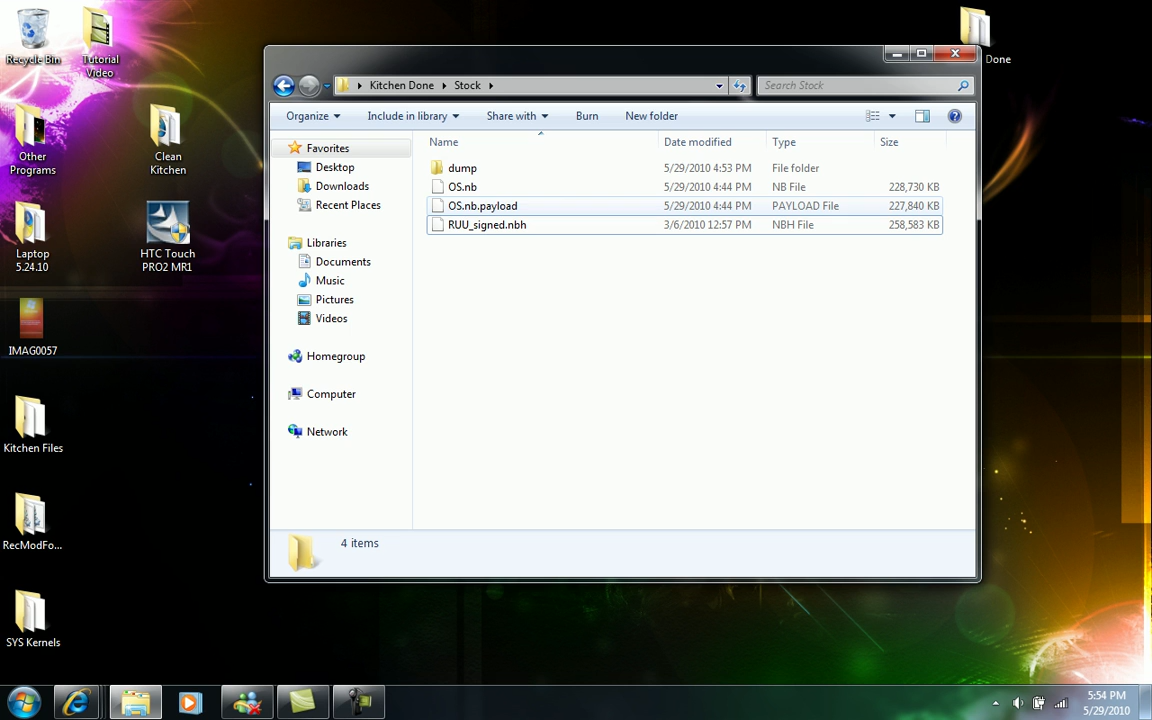 Recycle Bin
Tutorial
Video
Other
Programs
Clean
Kitchen
Laptop
5.24.10
HTC Touch
PRO2 MR1
IMAG0057
Kitchen Files
RecModFo...
SYS Kernels
Done
Kitchen Done
Stock
Search Stock
Organize
Include in library
Share with
Burn
New folder
Favorites
Desktop
Downloads
Recent Places
Libraries
Documents
Music
Pictures
Videos
Homegroup
Computer
Network
Name Date modified Type Size
dump 5/29/2010 4:53 PM File folder
OS.nb 5/29/2010 4:44 PM NB File 228,730 KB
OS.nb.payload 5/29/2010 4:44 PM PAYLOAD File 227,840 KB
RUU_signed.nbh 3/6/2010 12:57 PM NBH File 258,583 KB
4 items
5:54 PM
5/29/2010